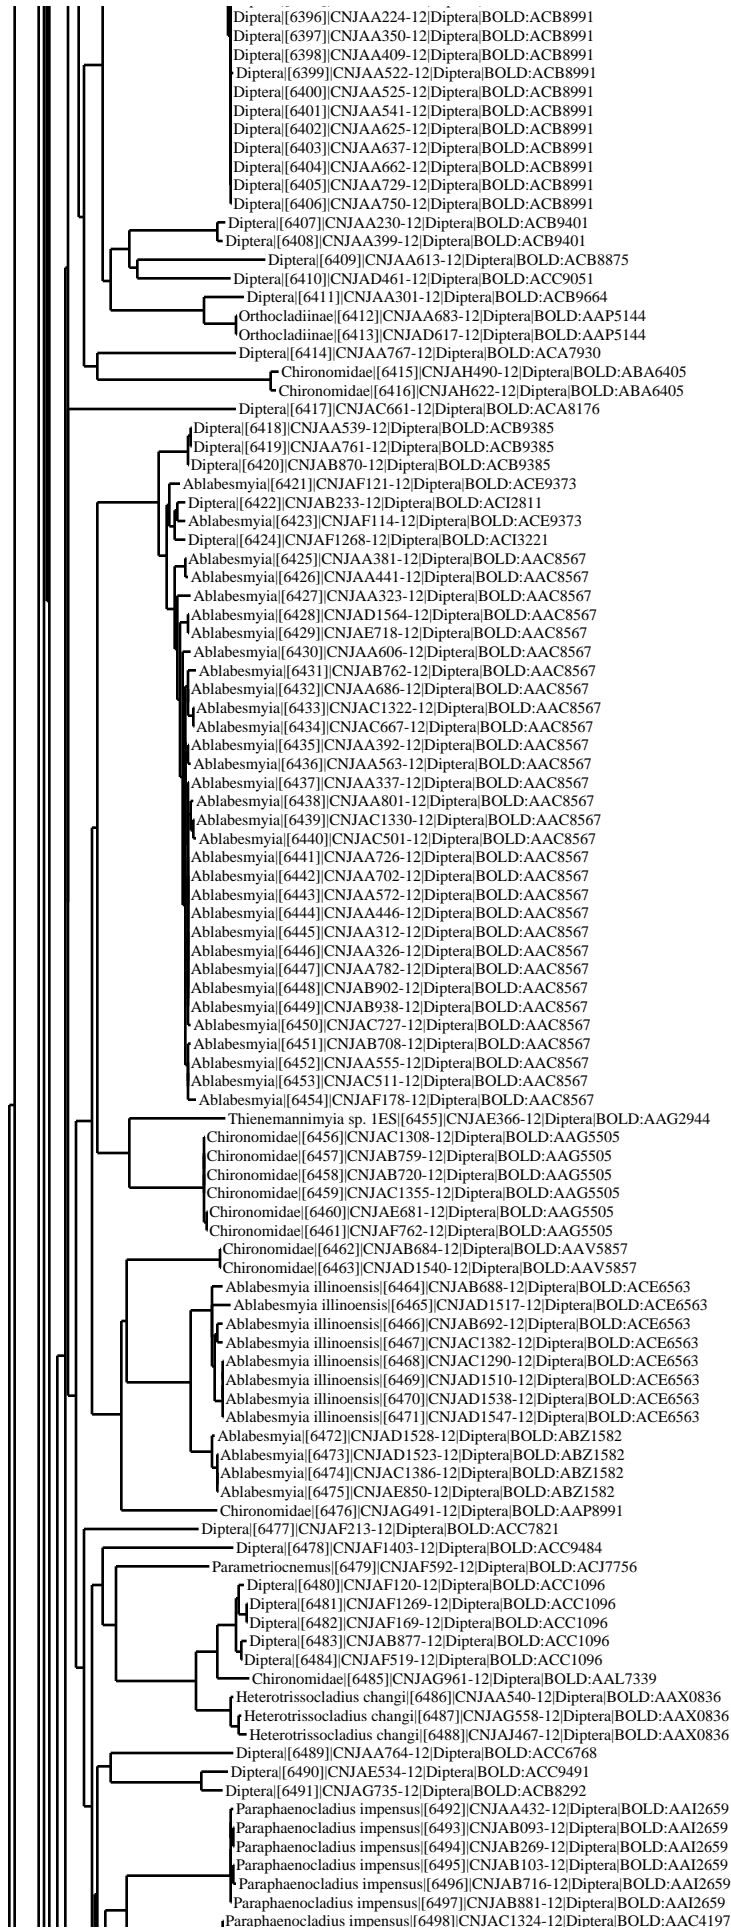 Diptera|[6396]|CNJAA224-12|Diptera|BOLD:ACB8991
Diptera|[6397]|CNJAA350-12|Diptera|BOLD:ACB8991
Diptera|[6398]|CNJAA409-12|Diptera|BOLD:ACB8991
Diptera|[6399]|CNJAA522-12|Diptera|BOLD:ACB8991
Diptera|[6400]|CNJAA525-12|Diptera|BOLD:ACB8991
Diptera|[6401]|CNJAA541-12|Diptera|BOLD:ACB8991
Diptera|[6402]|CNJAA625-12|Diptera|BOLD:ACB8991
Diptera|[6403]|CNJAA637-12|Diptera|BOLD:ACB8991
Diptera|[6404]|CNJAA662-12|Diptera|BOLD:ACB8991
Diptera|[6405]|CNJAA729-12|Diptera|BOLD:ACB8991
Diptera|[6406]|CNJAA750-12|Diptera|BOLD:ACB8991
Diptera|[6407]|CNJAA230-12|Diptera|BOLD:ACB9401
Diptera|[6408]|CNJAA399-12|Diptera|BOLD:ACB9401
Diptera|[6409]|CNJAA613-12|Diptera|BOLD:ACB8875
Diptera|[6410]|CNJAD461-12|Diptera|BOLD:ACC9051
Diptera|[6411]|CNJAA301-12|Diptera|BOLD:ACB9664
Orthocladiinae|[6412]|CNJAA683-12|Diptera|BOLD:AAP5144
Orthocladiinae|[6413]|CNJAD617-12|Diptera|BOLD:AAP5144
Diptera|[6414]|CNJAA767-12|Diptera|BOLD:ACA7930
Chironomidae|[6415]|CNJAH490-12|Diptera|BOLD:ABA6405
Chironomidae|[6416]|CNJAH622-12|Diptera|BOLD:ABA6405
Diptera|[6417]|CNJAC661-12|Diptera|BOLD:ACA8176
Diptera|[6418]|CNJAA539-12|Diptera|BOLD:ACB9385
Diptera|[6419]|CNJAA761-12|Diptera|BOLD:ACB9385
Diptera|[6420]|CNJAB870-12|Diptera|BOLD:ACB9385
Ablabesmyia|[6421]|CNJAF121-12|Diptera|BOLD:ACE9373
Diptera|[6422]|CNJAB233-12|Diptera|BOLD:ACI2811
Ablabesmyia|[6423]|CNJAF114-12|Diptera|BOLD:ACE9373
Diptera|[6424]|CNJAF1268-12|Diptera|BOLD:ACI3221
Ablabesmyia|[6425]|CNJAA381-12|Diptera|BOLD:AAC8567
Ablabesmyia|[6426]|CNJAA441-12|Diptera|BOLD:AAC8567
Ablabesmyia|[6427]|CNJAA323-12|Diptera|BOLD:AAC8567
Ablabesmyia|[6428]|CNJAD1564-12|Diptera|BOLD:AAC8567
Ablabesmyia|[6429]|CNJAE718-12|Diptera|BOLD:AAC8567
Ablabesmyia|[6430]|CNJAA606-12|Diptera|BOLD:AAC8567
Ablabesmyia|[6431]|CNJAB762-12|Diptera|BOLD:AAC8567
Ablabesmyia|[6432]|CNJAA686-12|Diptera|BOLD:AAC8567
Ablabesmyia|[6433]|CNJAC1322-12|Diptera|BOLD:AAC8567
Ablabesmyia|[6434]|CNJAC667-12|Diptera|BOLD:AAC8567
Ablabesmyia|[6435]|CNJAA392-12|Diptera|BOLD:AAC8567
Ablabesmyia|[6436]|CNJAA563-12|Diptera|BOLD:AAC8567
Ablabesmyia|[6437]|CNJAA337-12|Diptera|BOLD:AAC8567
Ablabesmyia|[6438]|CNJAA801-12|Diptera|BOLD:AAC8567
Ablabesmyia|[6439]|CNJAC1330-12|Diptera|BOLD:AAC8567
Ablabesmyia|[6440]|CNJAC501-12|Diptera|BOLD:AAC8567
Ablabesmyia|[6441]|CNJAA726-12|Diptera|BOLD:AAC8567
Ablabesmyia|[6442]|CNJAA702-12|Diptera|BOLD:AAC8567
Ablabesmyia|[6443]|CNJAA572-12|Diptera|BOLD:AAC8567
Ablabesmyia|[6444]|CNJAA446-12|Diptera|BOLD:AAC8567
Ablabesmyia|[6445]|CNJAA312-12|Diptera|BOLD:AAC8567
Ablabesmyia|[6446]|CNJAA326-12|Diptera|BOLD:AAC8567
Ablabesmyia|[6447]|CNJAA782-12|Diptera|BOLD:AAC8567
Ablabesmyia|[6448]|CNJAB902-12|Diptera|BOLD:AAC8567
Ablabesmyia|[6449]|CNJAB938-12|Diptera|BOLD:AAC8567
Ablabesmyia|[6450]|CNJAC727-12|Diptera|BOLD:AAC8567
Ablabesmyia|[6451]|CNJAB708-12|Diptera|BOLD:AAC8567
Ablabesmyia|[6452]|CNJAA555-12|Diptera|BOLD:AAC8567
Ablabesmyia|[6453]|CNJAC511-12|Diptera|BOLD:AAC8567
Ablabesmyia|[6454]|CNJAF178-12|Diptera|BOLD:AAC8567
Thienemannimyia sp. 1ES|[6455]|CNJAE366-12|Diptera|BOLD:AAG2944
Chironomidae|[6456]|CNJAC1308-12|Diptera|BOLD:AAG5505
Chironomidae|[6457]|CNJAB759-12|Diptera|BOLD:AAG5505
Chironomidae|[6458]|CNJAB720-12|Diptera|BOLD:AAG5505
Chironomidae|[6459]|CNJAC1355-12|Diptera|BOLD:AAG5505
Chironomidae|[6460]|CNJAE681-12|Diptera|BOLD:AAG5505
Chironomidae|[6461]|CNJAF762-12|Diptera|BOLD:AAG5505
Chironomidae|[6462]|CNJAB684-12|Diptera|BOLD:AAV5857
Chironomidae|[6463]|CNJAD1540-12|Diptera|BOLD:AAV5857
Ablabesmyia illinoensis|[6464]|CNJAB688-12|Diptera|BOLD:ACE6563
Ablabesmyia illinoensis|[6465]|CNJAD1517-12|Diptera|BOLD:ACE6563
Ablabesmyia illinoensis|[6466]|CNJAB692-12|Diptera|BOLD:ACE6563
Ablabesmyia illinoensis|[6467]|CNJAC1382-12|Diptera|BOLD:ACE6563
Ablabesmyia illinoensis|[6468]|CNJAC1290-12|Diptera|BOLD:ACE6563
Ablabesmyia illinoensis|[6469]|CNJAD1510-12|Diptera|BOLD:ACE6563
Ablabesmyia illinoensis|[6470]|CNJAD1538-12|Diptera|BOLD:ACE6563
Ablabesmyia illinoensis|[6471]|CNJAD1547-12|Diptera|BOLD:ACE6563
Ablabesmyia|[6472]|CNJAD1528-12|Diptera|BOLD:ABZ1582
Ablabesmyia|[6473]|CNJAD1523-12|Diptera|BOLD:ABZ1582
Ablabesmyia|[6474]|CNJAC1386-12|Diptera|BOLD:ABZ1582
Ablabesmyia|[6475]|CNJAE850-12|Diptera|BOLD:ABZ1582
Chironomidae|[6476]|CNJAG491-12|Diptera|BOLD:AAP8991
Diptera|[6477]|CNJAF213-12|Diptera|BOLD:ACC7821
Diptera|[6478]|CNJAF1403-12|Diptera|BOLD:ACC9484
Parametriocnemus|[6479]|CNJAF592-12|Diptera|BOLD:ACJ7756
Diptera|[6480]|CNJAF120-12|Diptera|BOLD:ACC1096
Diptera|[6481]|CNJAF1269-12|Diptera|BOLD:ACC1096
Diptera|[6482]|CNJAF169-12|Diptera|BOLD:ACC1096
Diptera|[6483]|CNJAB877-12|Diptera|BOLD:ACC1096
Diptera|[6484]|CNJAF519-12|Diptera|BOLD:ACC1096
Chironomidae|[6485]|CNJAG961-12|Diptera|BOLD:AAL7339
Heterotrissocladius changi|[6486]|CNJAA540-12|Diptera|BOLD:AAX0836
Heterotrissocladius changi|[6487]|CNJAG558-12|Diptera|BOLD:AAX0836
Heterotrissocladius changi|[6488]|CNJAJ467-12|Diptera|BOLD:AAX0836
Diptera|[6489]|CNJAA764-12|Diptera|BOLD:ACC6768
Diptera|[6490]|CNJAE534-12|Diptera|BOLD:ACC9491
Diptera|[6491]|CNJAG735-12|Diptera|BOLD:ACB8292
Paraphaenocladius impensus|[6492]|CNJAA432-12|Diptera|BOLD:AAI2659
Paraphaenocladius impensus|[6493]|CNJAB093-12|Diptera|BOLD:AAI2659
Paraphaenocladius impensus|[6494]|CNJAB269-12|Diptera|BOLD:AAI2659
Paraphaenocladius impensus|[6495]|CNJAB103-12|Diptera|BOLD:AAI2659
Paraphaenocladius impensus|[6496]|CNJAB716-12|Diptera|BOLD:AAI2659
Paraphaenocladius impensus|[6497]|CNJAB881-12|Diptera|BOLD:AAI2659
Paraphaenocladius impensus|[6498]|CNJAC1324-12|Diptera|BOLD:AAC4197